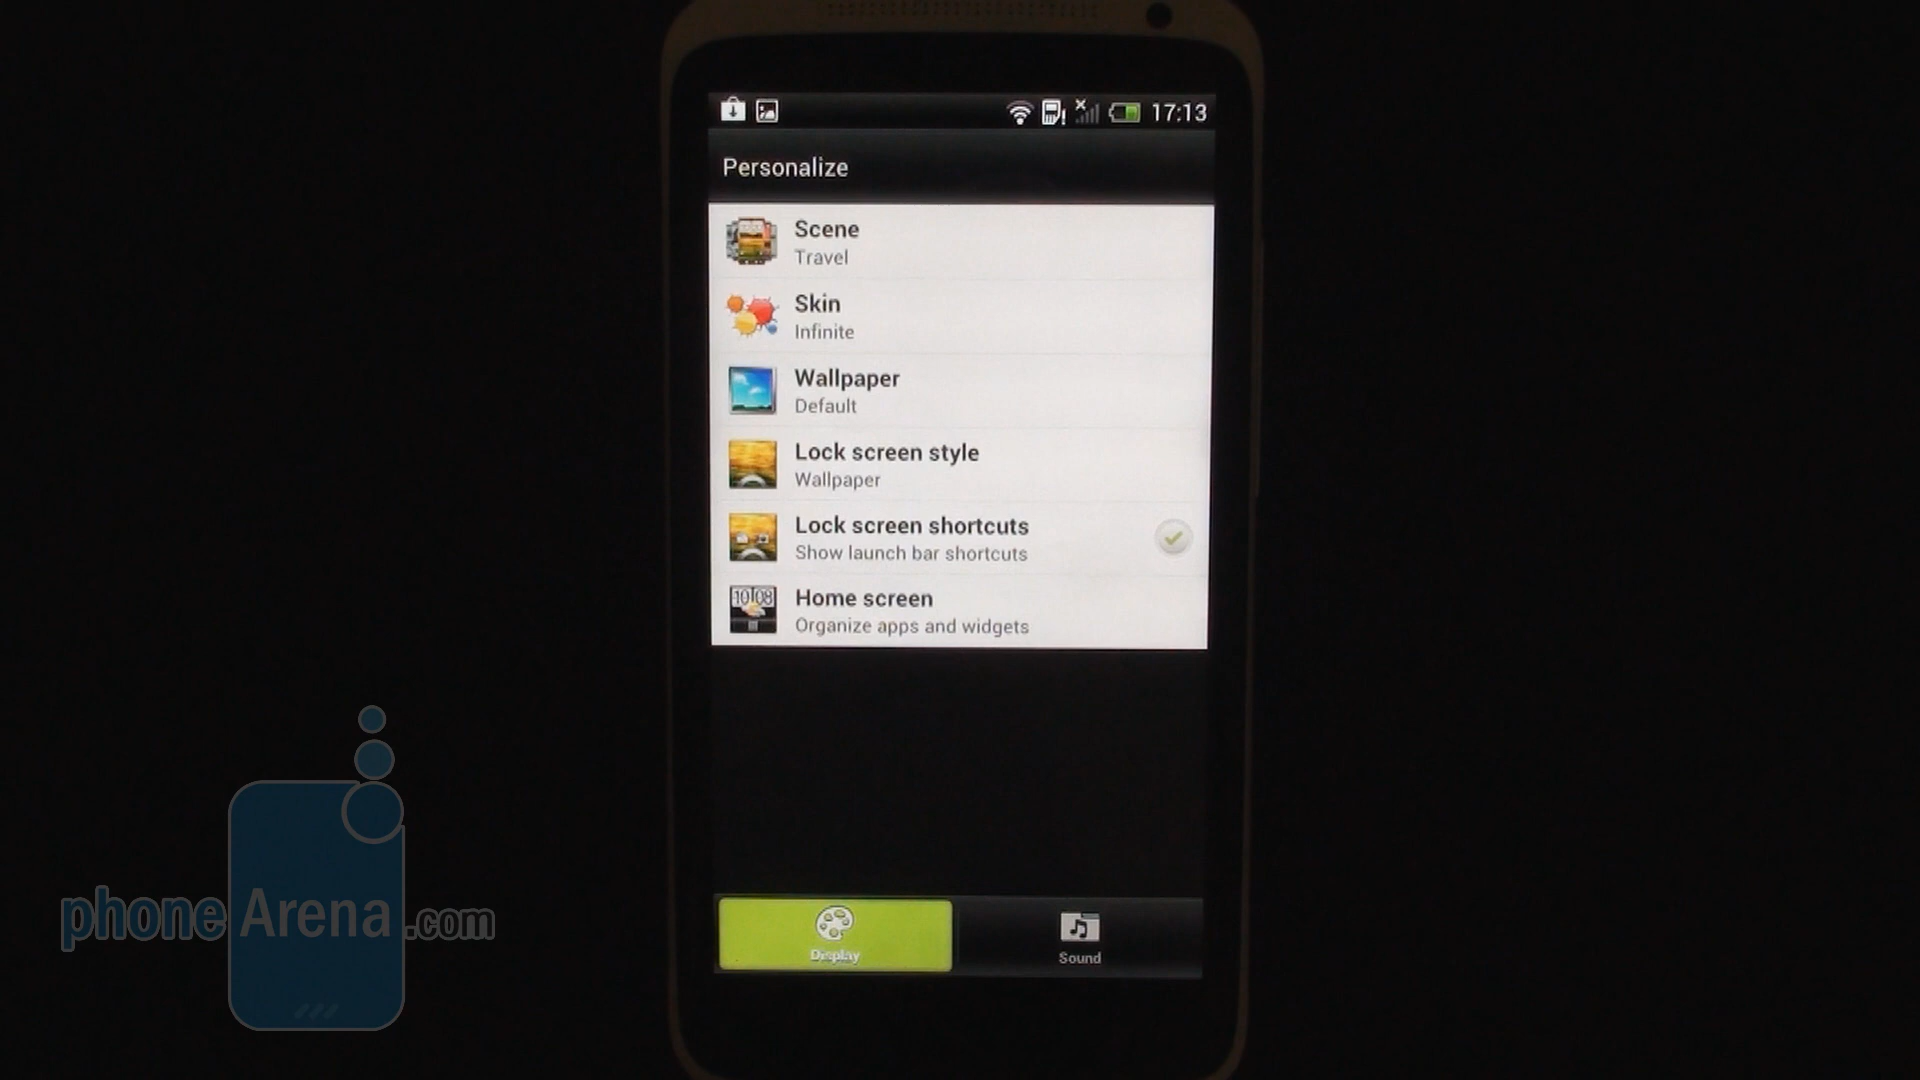 17:13
Personalize
Scene
Travel
Skin
Infinite
Wallpaper
Default
Lock screen style
Wallpaper
Lock screen shortcuts
Show launch bar shortcuts
10 08
Home screen
Organize apps and widgets
Display
Sound
phoneArena.com